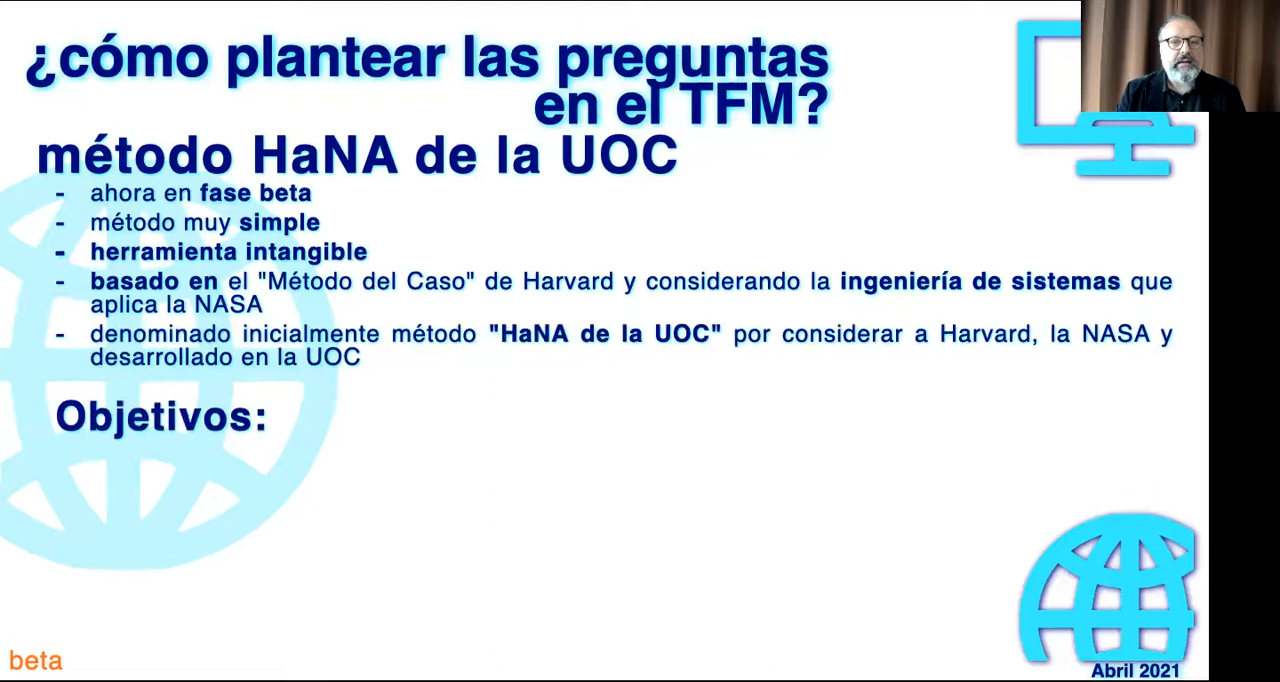 ¿cómo plantear las preguntas
en el TFM?
método HaNA de la UOC
- ahora en fase beta
- método muy simple
- herramienta intangible
- basado en el "Método del Caso" de Harvard y considerando la ingeniería de sistemas que
aplica la NASA
- denominado inicialmente método "HaNA de la UOC" por considerar a Harvard, la NASA y
desarrollado en la UOC
Objetivos:
beta
Abril 2021